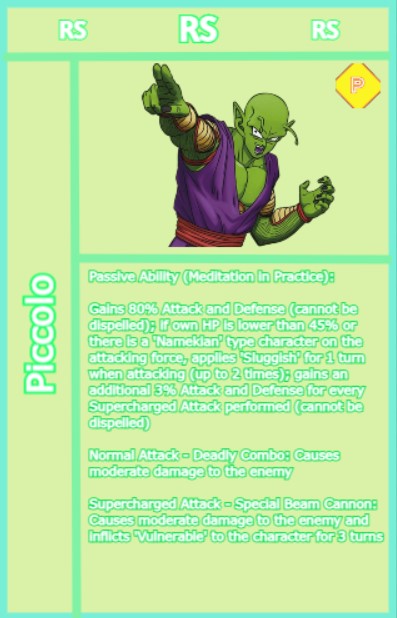 RS RS RS
P
Piccolo
Passive Ability (Meditation in Practice):
Gains 80% Attack and Defense (cannot be
dispelled); if own HP is lower than 45% or
there is a 'Namekian' type character on the
attacking force, applies 'Sluggish' for 1 turn
when attacking (up to 2 times); gains an
additional 3% Attack and Defense for every
Supercharged Attack performed (cannot be
dispelled)
Normal Attack - Deadly Combo: Causes
moderate damage to the enemy
Supercharged Attack - Special Beam Cannon:
Causes moderate damage to the enemy and
inflicts 'Vulnerable' to the character for 3 turns